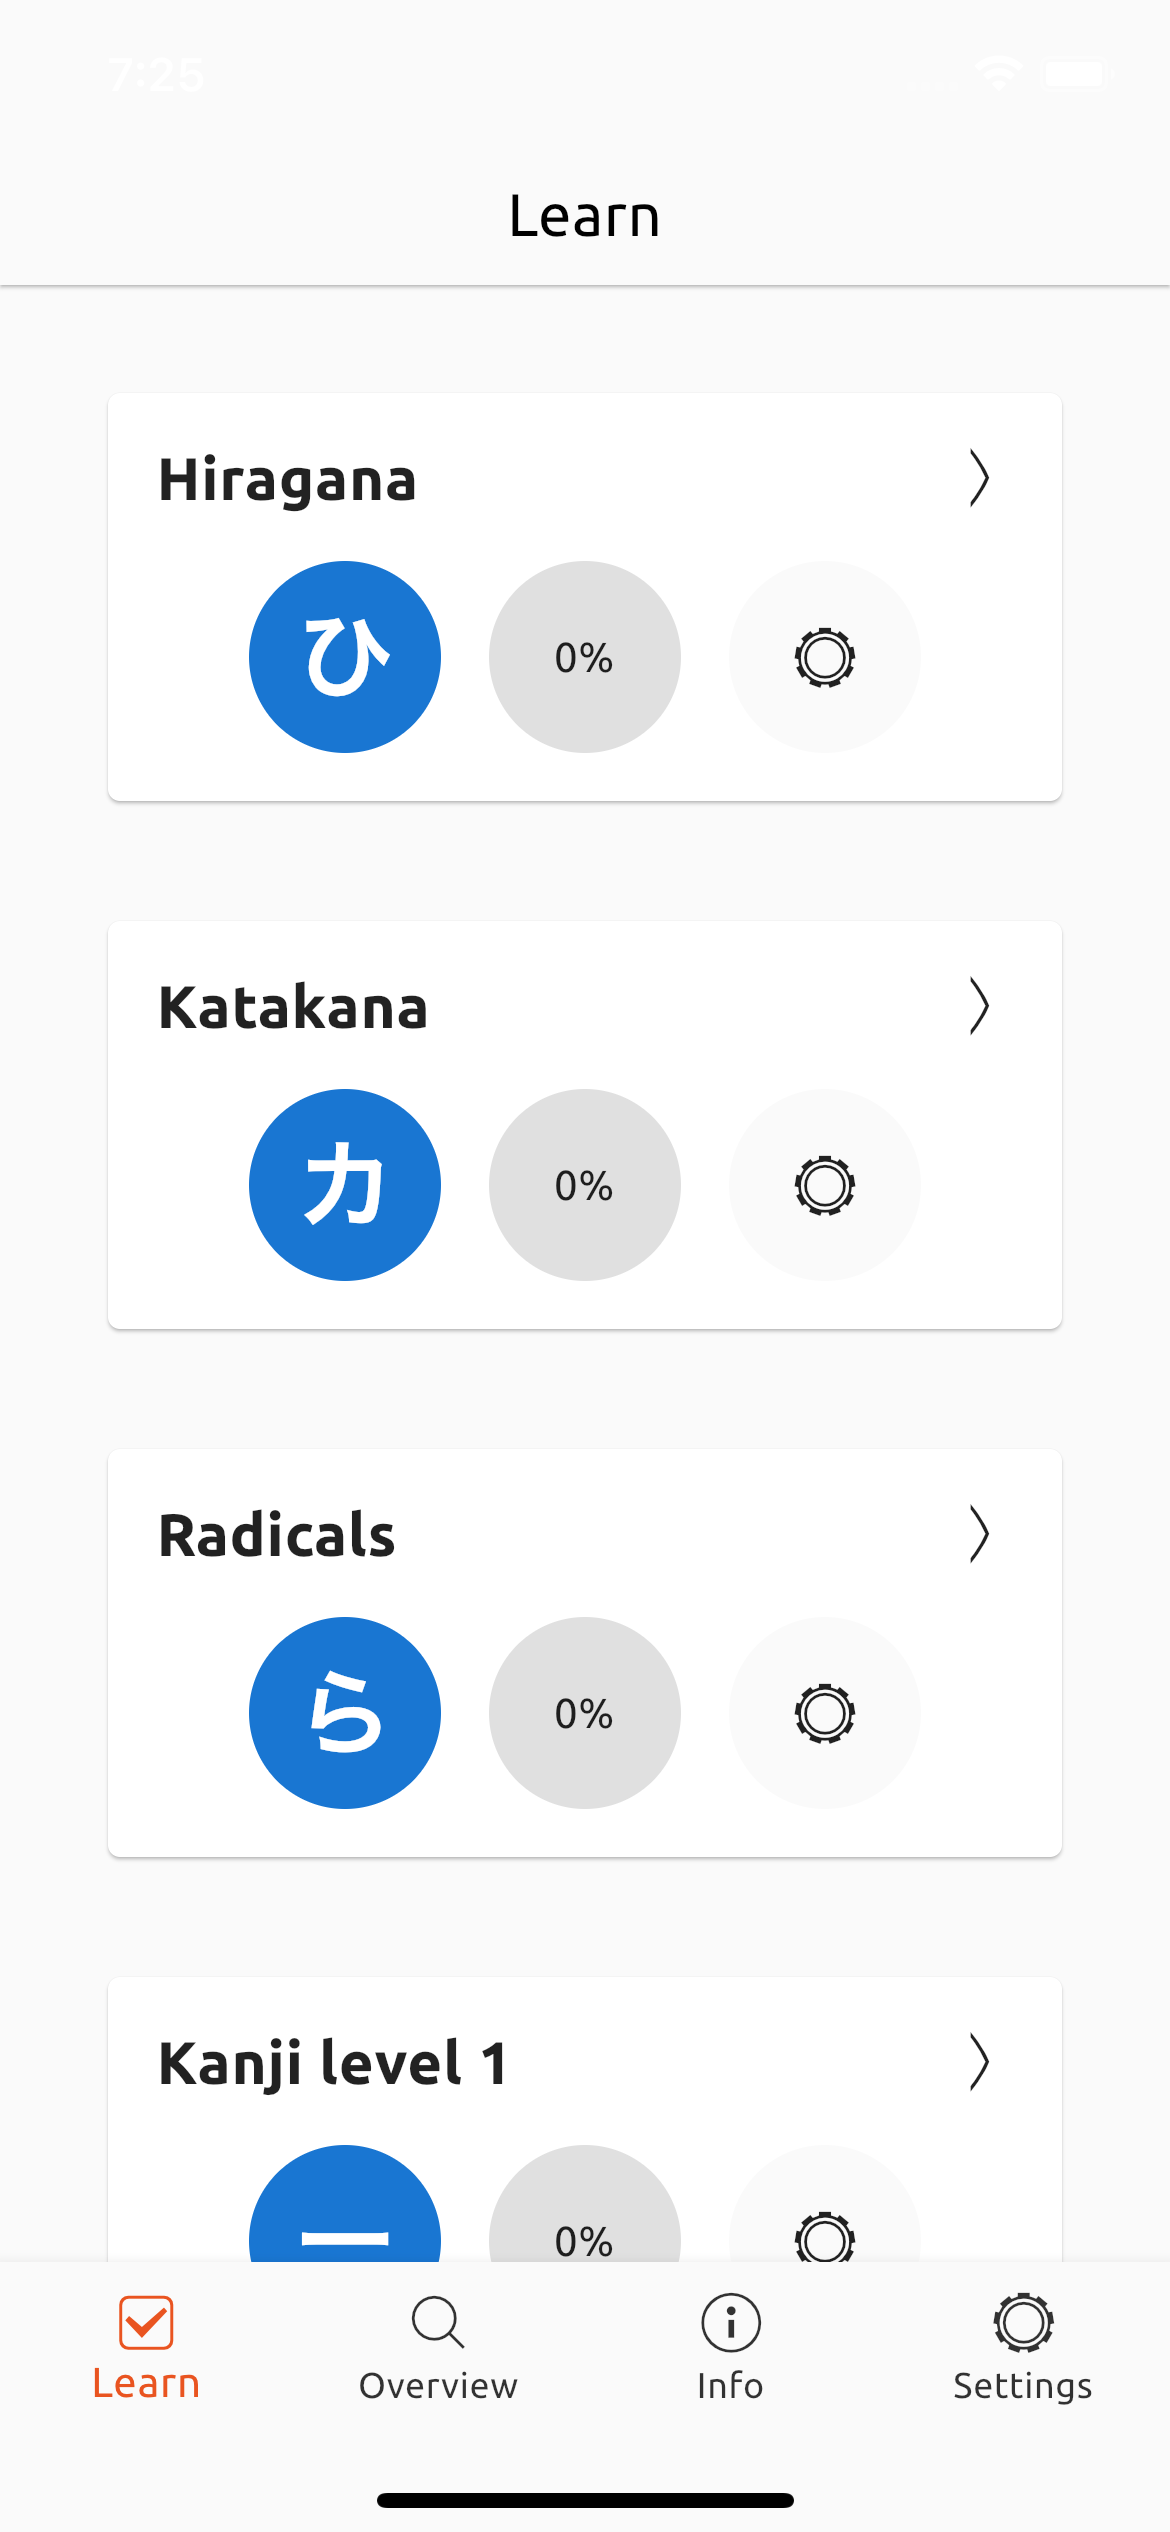 7:25
Learn
Hiragana
ひ 0%
Katakana
カ 0%
Radicals
ら 0%
Kanji level 1
一 0%
Learn Overview Info Settings